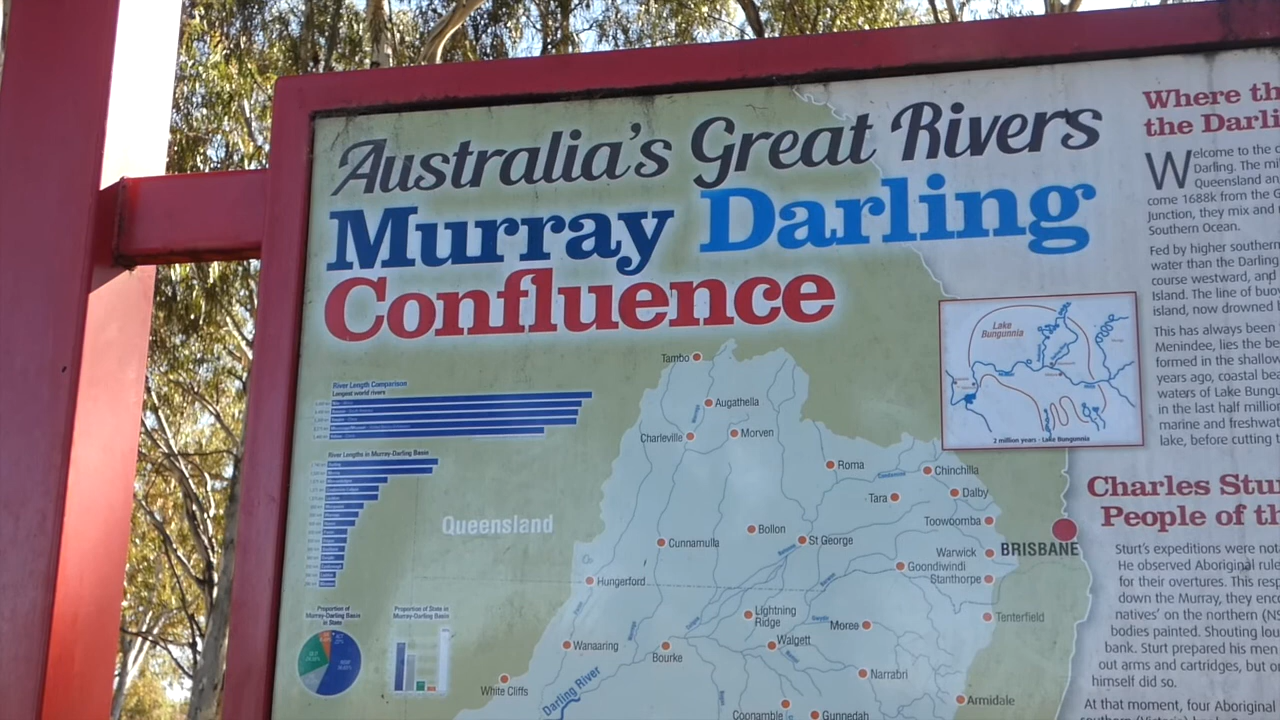 Australia's Great Rivers
Murray Darling
Confluence
River Length Comparison
Longest world rivers
River Lengths in Murray-Darling Basin
Proportion of
Murray-Darling Basin
in State
Proportion of State in
Murray-Darling Basin
Queensland
Tambo
Augathella
Charleville
Morven
Roma
Chinchilla
Tara
Dalby
Toowoomba
Bollon
St George
Cunnamulla
Warwick
BRISBANE
Goondiwindi
Stanthorpe
Hungerford
Lightning
Ridge
Moree
Tenterfield
Wanaaring
Bourke
Walgett
Narrabri
White Cliffs
Darling River
Armidale
Coonamble
Gunnedah
Lake
Bungunnia
2 million years - Lake Bungunnia
Where th
the Darli
Welcome to the c
Darling. The mi
Queensland an
come 1688k from the G
Junction, they mix and
Southern Ocean.
Fed by higher southern
water than the Darling
course westward, and
Island. The line of buoy
island, now drowned
This has always been
Menindee, lies the be
formed in the shallow
years ago, coastal bea
waters of Lake Bungu
in the last half million
marine and freshwat
lake, before cutting
Charles Stu
People of th
Sturt's expeditions were not
He observed Aboriginal rule
for their overtures. This res
down the Murray, they enco
natives' on the northern (N
bodies painted. Shouting lou
bank. Sturt prepared his men
out arms and cartridges, but o
himself did so.
At that moment, four Aboriginal